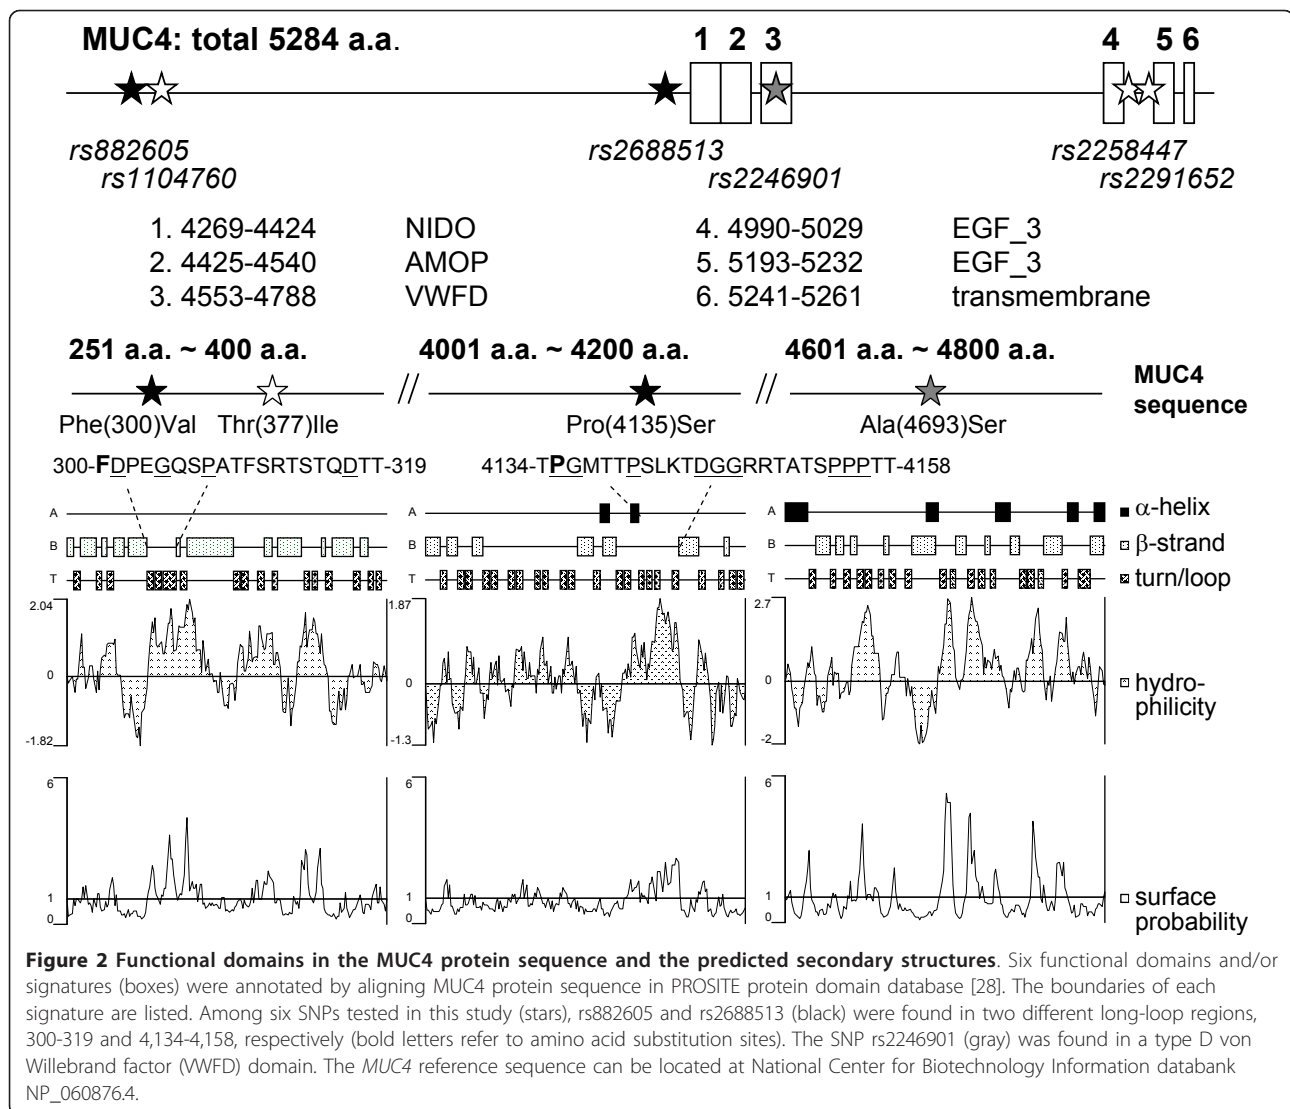 MUC4: total 5284 a.a.
1 2 3 4 5 6
rs882605
rs1104760
rs2688513
rs2246901
rs2258447
rs2291652
1. 4269-4424 NIDO 4. 4990-5029 EGF_3
2. 4425-4540 AMOP 5. 5193-5232 EGF_3
3. 4553-4788 VWFD 6. 5241-5261 transmembrane
251 a.a. ~ 400 a.a. 4001 a.a. ~ 4200 a.a. 4601 a.a. ~ 4800 a.a.
// //
MUC4
sequence
Phe(300)Val Thr(377)Ile Pro(4135)Ser Ala(4693)Ser
300-FDPEGQSPATFSRTSTQDTT-319 4134-TPGMTTPSLKTDGGRRTATSPPPTT-4158
A A A α-helix
B B B β-strand
T T T turn/loop
2.04 1.87 2.7
0 0 0 hydro-
philicity
-1.82 -1.3 -2
6 6 6
1 1 1 surface
0 0 0 probability
Figure 2 Functional domains in the MUC4 protein sequence and the predicted secondary structures. Six functional domains and/or
signatures (boxes) were annotated by aligning MUC4 protein sequence in PROSITE protein domain database [28]. The boundaries of each
signature are listed. Among six SNPs tested in this study (stars), rs882605 and rs2688513 (black) were found in two different long-loop regions,
300-319 and 4,134-4,158, respectively (bold letters refer to amino acid substitution sites). The SNP rs2246901 (gray) was found in a type D von
Willebrand factor (VWFD) domain. The MUC4 reference sequence can be located at National Center for Biotechnology Information databank
NP_060876.4.